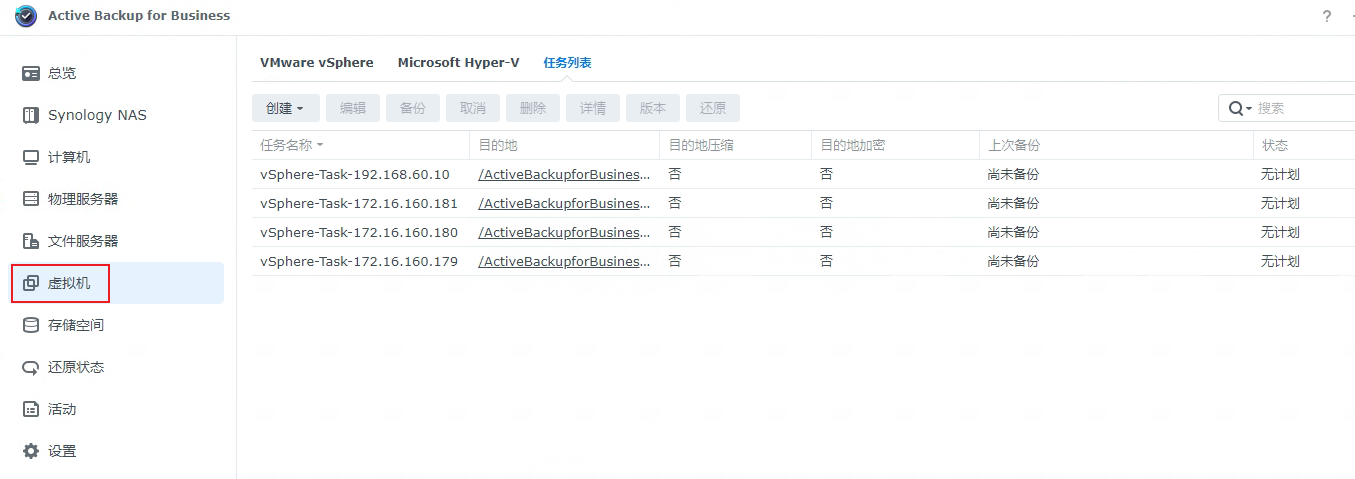 Active Backup for Business
?
总览
Synology NAS
计算机
物理服务器
文件服务器
虚拟机
存储空间
还原状态
活动
设置
VMware vSphere Microsoft Hyper-V 任务列表
创建 编辑 备份 取消 删除 详情 版本 还原 搜索
任务名称 目的地 目的地压缩 目的地加密 上次备份 状态
vSphere-Task-192.168.60.10 /ActiveBackupforBusines... 否 否 尚未备份 无计划
vSphere-Task-172.16.160.181 /ActiveBackupforBusines... 否 否 尚未备份 无计划
vSphere-Task-172.16.160.180 /ActiveBackupforBusines... 否 否 尚未备份 无计划
vSphere-Task-172.16.160.179 /ActiveBackupforBusines... 否 否 尚未备份 无计划